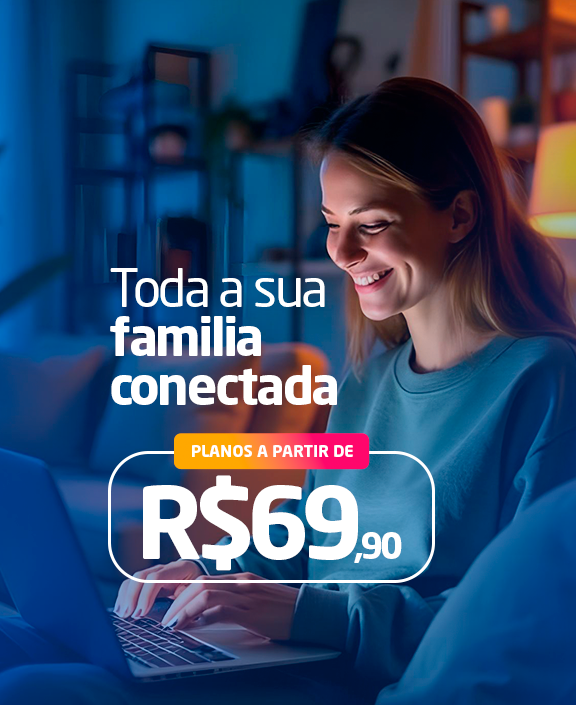 Toda a sua
familia
conectada
PLANOS A PARTIR DE
R$69,90